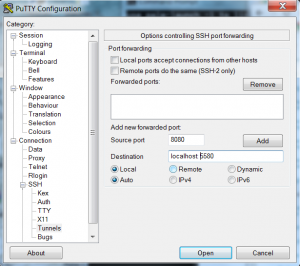 PuTTY Configuration
Category:
Session
Logging
Terminal
Keyboard
Bell
Features
Window
Appearance
Behaviour
Translation
Selection
Colours
Connection
Data
Proxy
Telnet
Rlogin
SSH
Kex
Auth
TTY
X11
Tunnels
Bugs
Options controlling SSH port forwarding
Port forwarding
Local ports accept connections from other hosts
Remote ports do the same (SSH-2 only)
Forwarded ports:
Remove
Add new forwarded port:
Source port 8080 Add
Destination localhost:5580
Local Remote Dynamic
Auto IPv4 IPv6
About Open Cancel